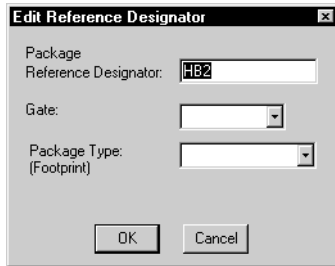 Edit Reference Designator
Package
Reference Designator: HB2
Gate:
Package Type:
(Footprint)
OK Cancel